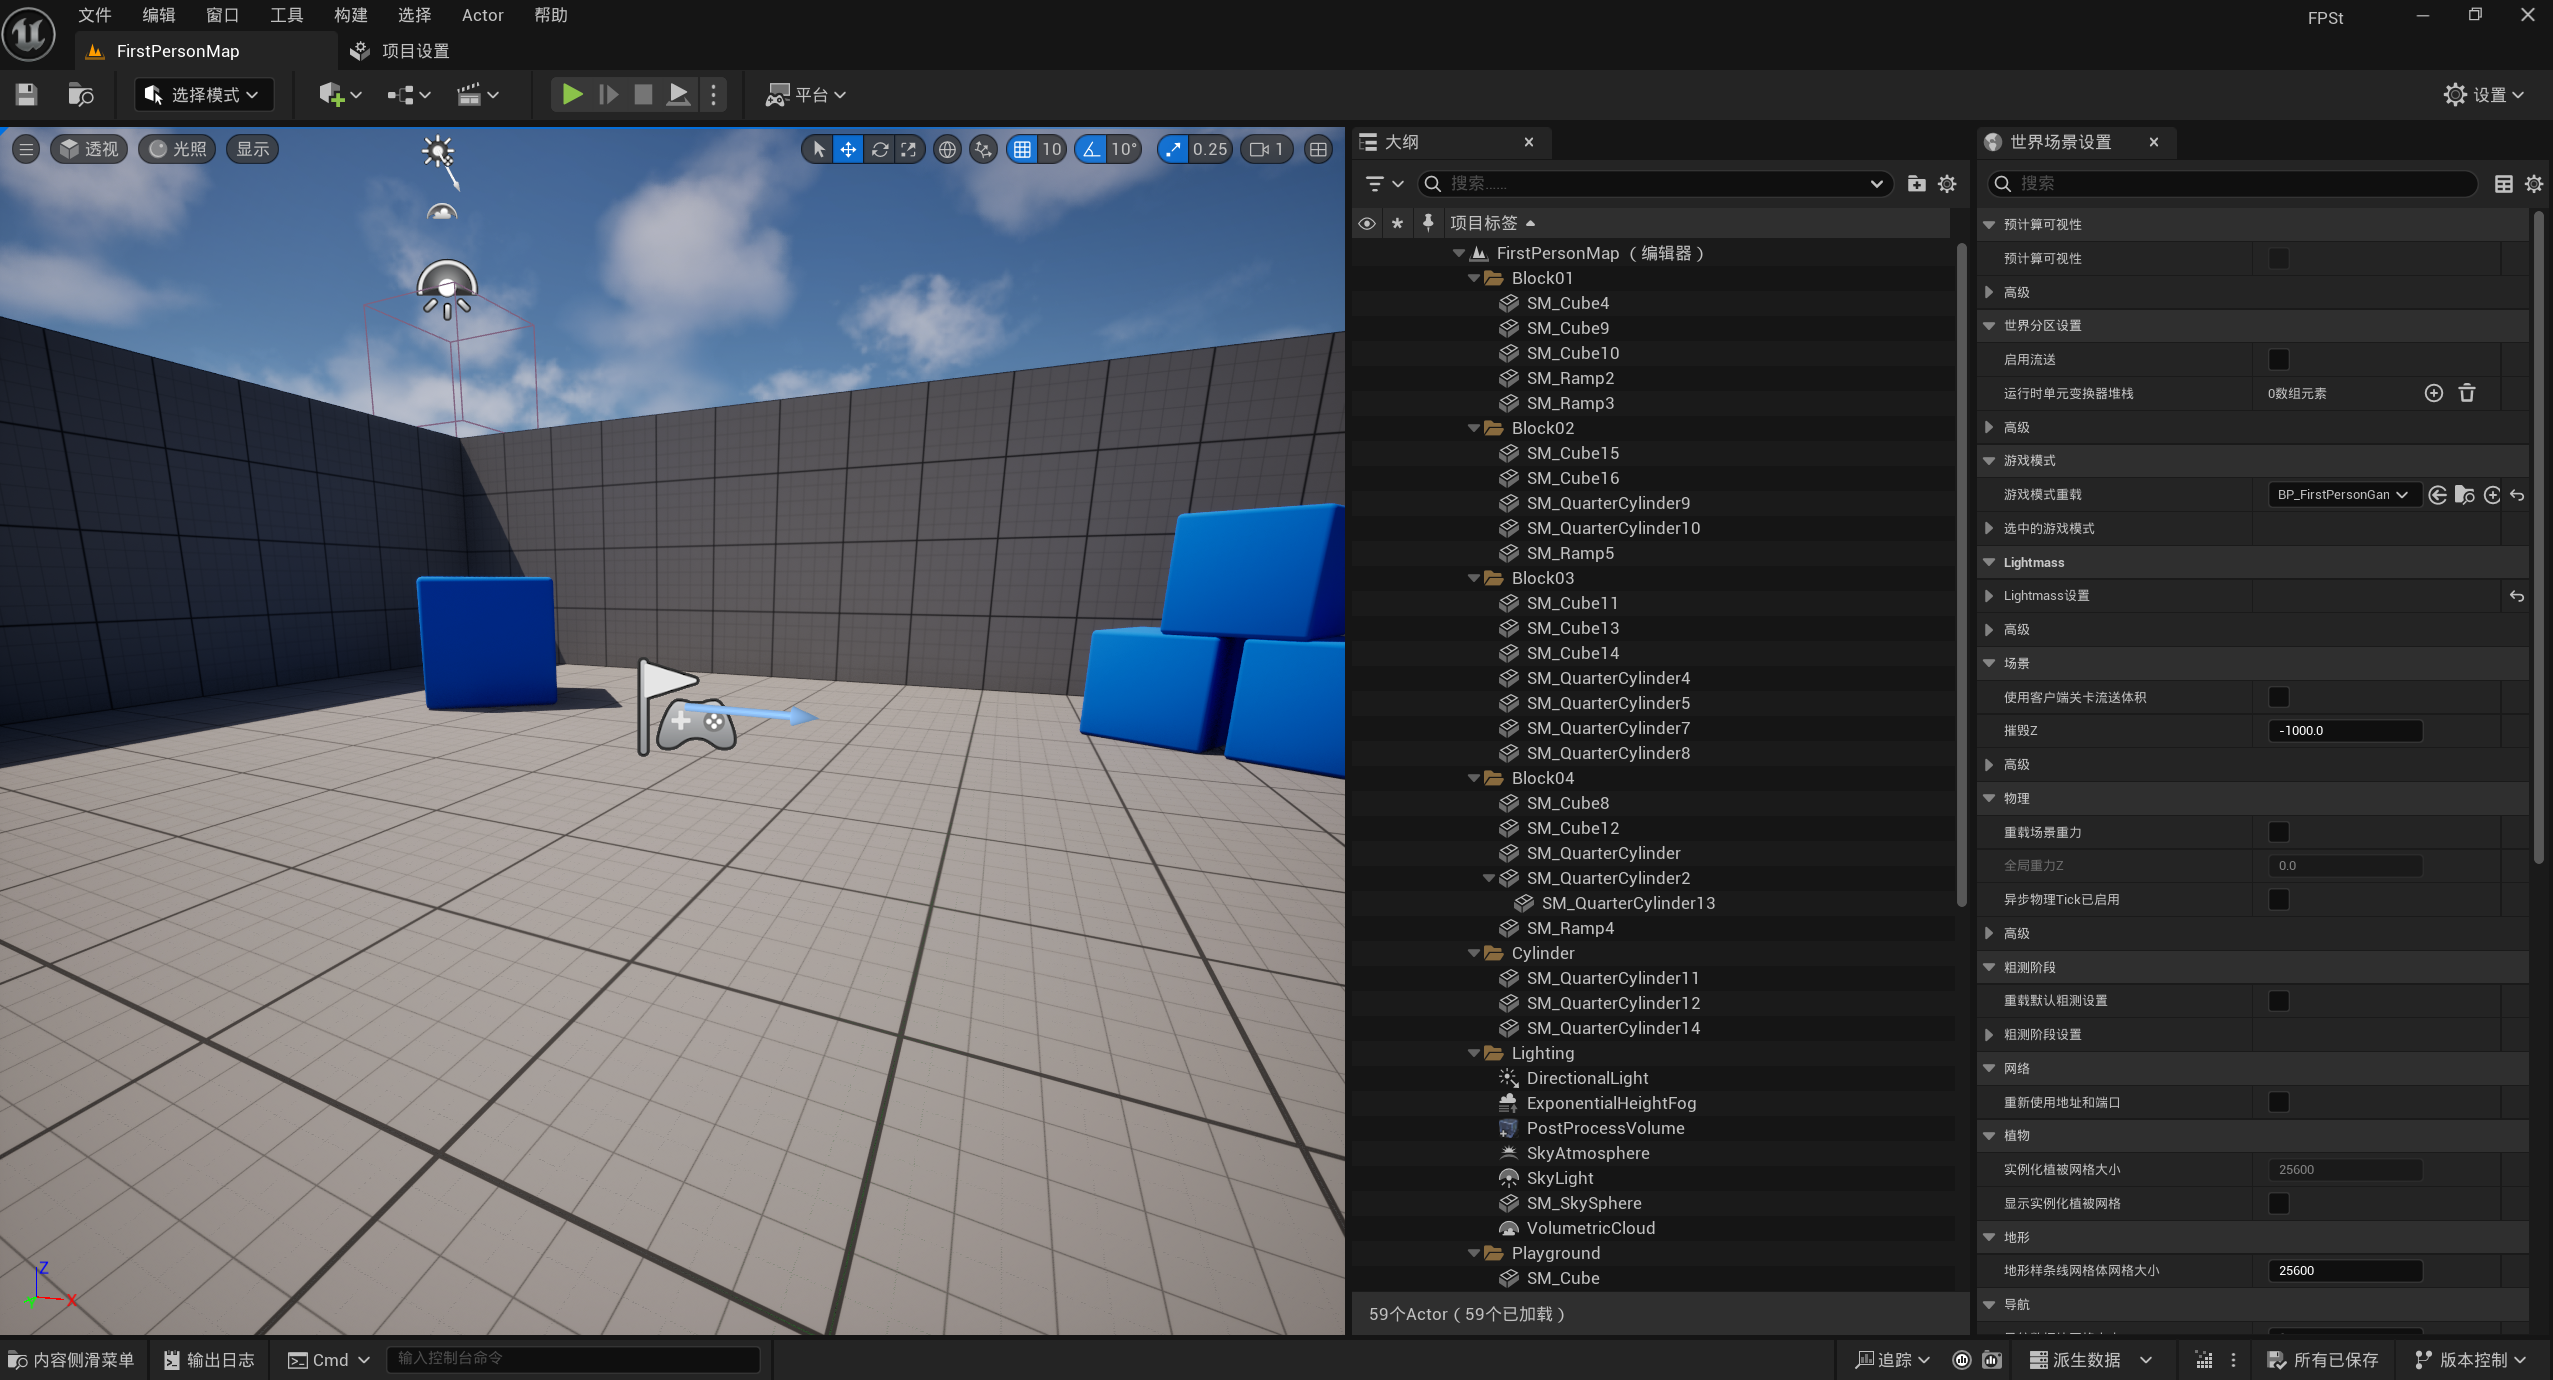 文件 编辑 窗口 工具 构建 选择 Actor 帮助
FPSt
FirstPersonMap
项目设置
选择模式
平台
设置
透视
光照
显示
10
10°
0.25
1
大纲
搜索……
项目标签
FirstPersonMap（编辑器）
Block01
SM_Cube4
SM_Cube9
SM_Cube10
SM_Ramp2
SM_Ramp3
Block02
SM_Cube15
SM_Cube16
SM_QuarterCylinder9
SM_QuarterCylinder10
SM_Ramp5
Block03
SM_Cube11
SM_Cube13
SM_Cube14
SM_QuarterCylinder4
SM_QuarterCylinder5
SM_QuarterCylinder7
SM_QuarterCylinder8
Block04
SM_Cube8
SM_Cube12
SM_QuarterCylinder
SM_QuarterCylinder2
SM_QuarterCylinder13
SM_Ramp4
Cylinder
SM_QuarterCylinder11
SM_QuarterCylinder12
SM_QuarterCylinder14
Lighting
DirectionalLight
ExponentialHeightFog
PostProcessVolume
SkyAtmosphere
SkyLight
SM_SkySphere
VolumetricCloud
Playground
SM_Cube
59个Actor（59个已加载）
世界场景设置
搜索
预计算可视性
预计算可视性
高级
世界分区设置
启用流送
运行时单元变换器堆栈 0数组元素
高级
游戏模式
游戏模式重载 BP_FirstPersonGan
选中的游戏模式
Lightmass
Lightmass设置
高级
场景
使用客户端关卡流送体积
摧毁Z -1000.0
高级
物理
重载场景重力
全局重力Z 0.0
异步物理Tick已启用
高级
粗测阶段
重载默认粗测设置
粗测阶段设置
网络
重新使用地址和端口
植物
实例化植被网格大小 25600
显示实例化植被网格
地形
地形样条线网格体网格大小 25600
导航
Z
X
Y
内容侧滑菜单
输出日志
Cmd
输入控制台命令
追踪
派生数据
所有已保存
版本控制